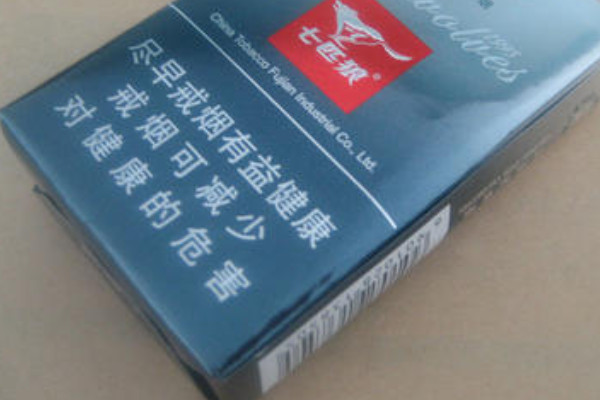 wolves
七匹狼®
China Tobacco Fujian Industrial Co., Ltd.
尽早戒烟有益健康
戒烟可减少
对健康的危害